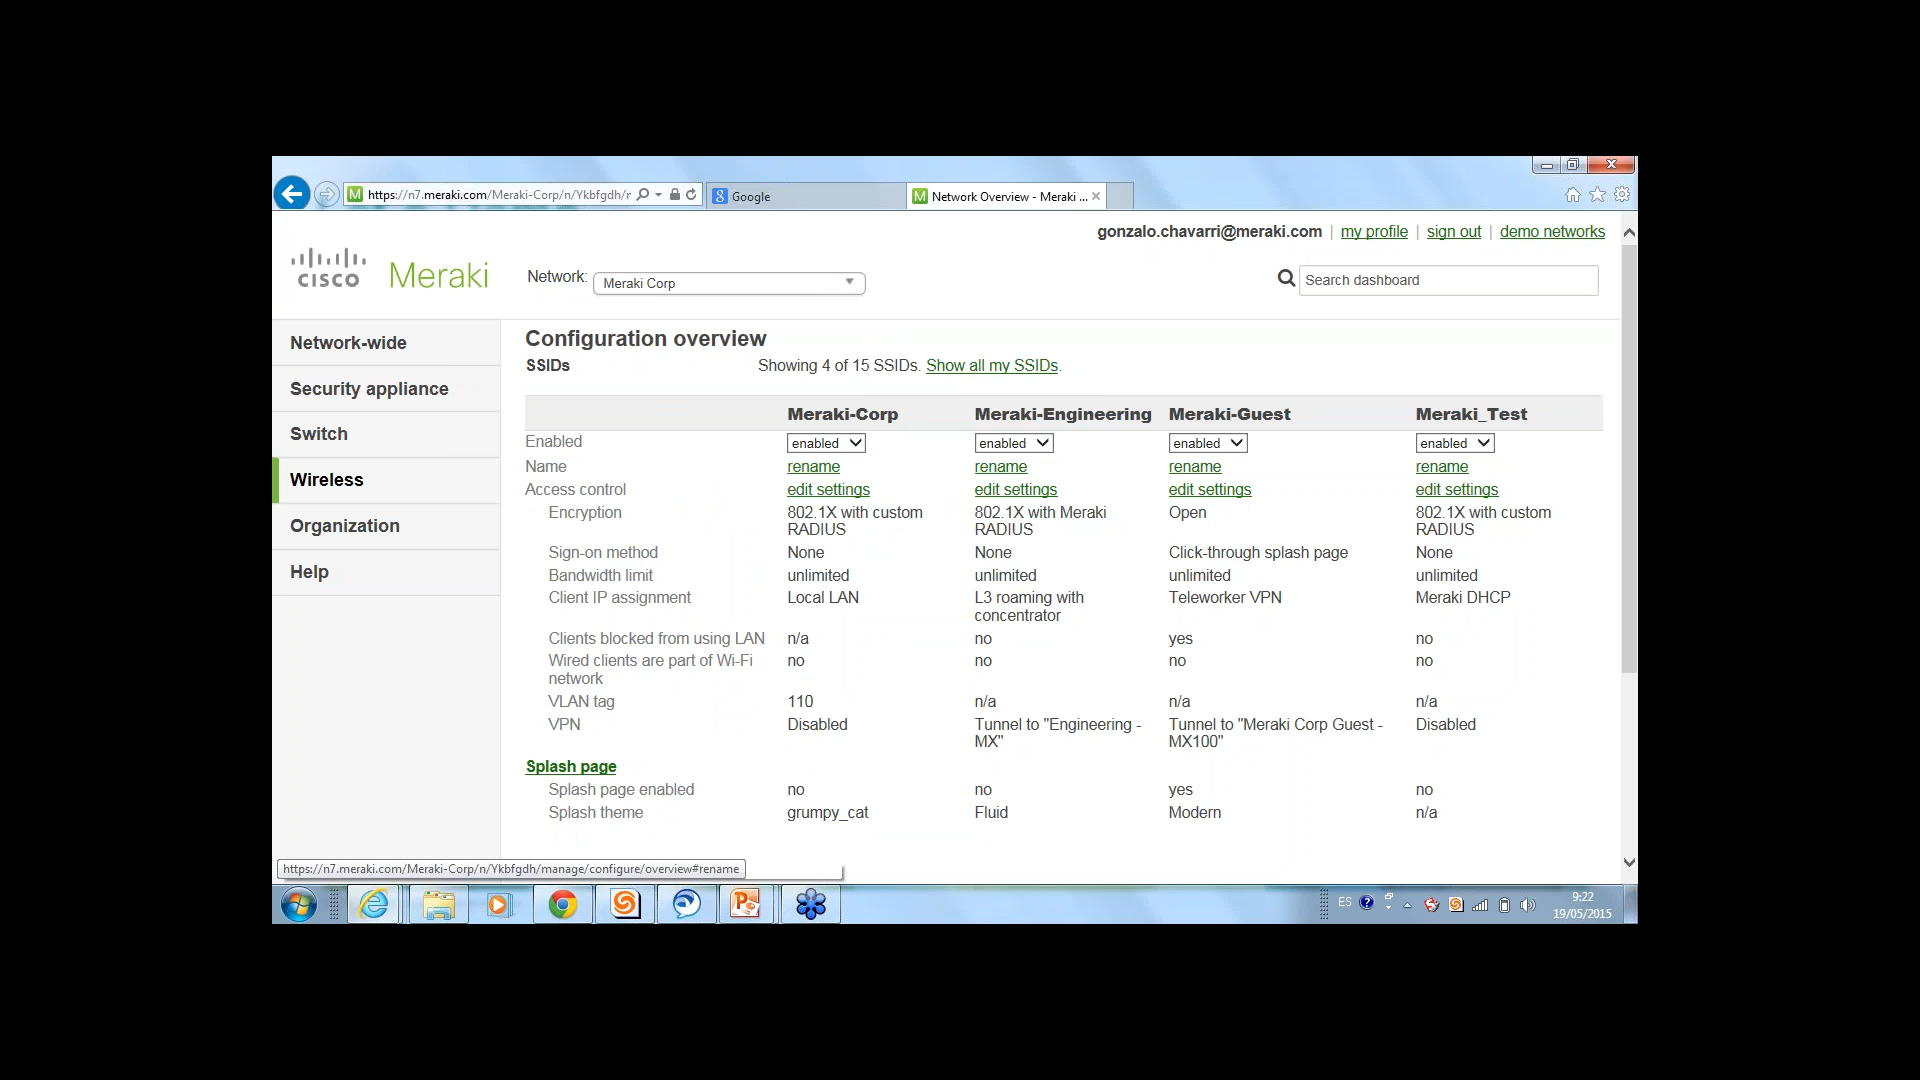 https://n7.meraki.com/Meraki-Corp/n/Ykbfgdh/r
Google
Network Overview - Meraki ...
gonzalo.chavarri@meraki.com | my profile | sign out | demo networks
cisco Meraki
Network: Meraki Corp
Search dashboard
Network-wide
Security appliance
Switch
Wireless
Organization
Help
Configuration overview
SSIDs Showing 4 of 15 SSIDs. Show all my SSIDs.
Meraki-Corp Meraki-Engineering Meraki-Guest Meraki_Test
Enabled enabled enabled enabled enabled
Name rename rename rename rename
Access control edit settings edit settings edit settings edit settings
Encryption 802.1X with custom RADIUS 802.1X with Meraki RADIUS Open 802.1X with custom RADIUS
Sign-on method None None Click-through splash page None
Bandwidth limit unlimited unlimited unlimited unlimited
Client IP assignment Local LAN L3 roaming with concentrator Teleworker VPN Meraki DHCP
Clients blocked from using LAN n/a no yes no
Wired clients are part of Wi-Fi network no no no no
VLAN tag 110 n/a n/a n/a
VPN Disabled Tunnel to "Engineering - MX" Tunnel to "Meraki Corp Guest - MX100" Disabled
Splash page
Splash page enabled no no yes no
Splash theme grumpy_cat Fluid Modern n/a
https://n7.meraki.com/Meraki-Corp/n/Ykbfgdh/manage/configure/overview#rename
ES
9:22
19/05/2015